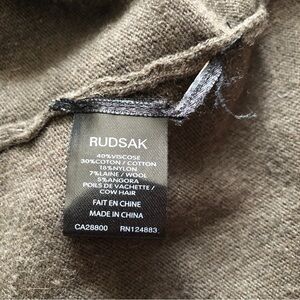 RUDSAK
40%VISCOSE
30%COTON / COTTON
18%NYLON
7%LAINE / WOOL
5%ANGORA
POILS DE VACHETTE /
COW HAIR
FAIT EN CHINE
MADE IN CHINA
CA28800 RN124883